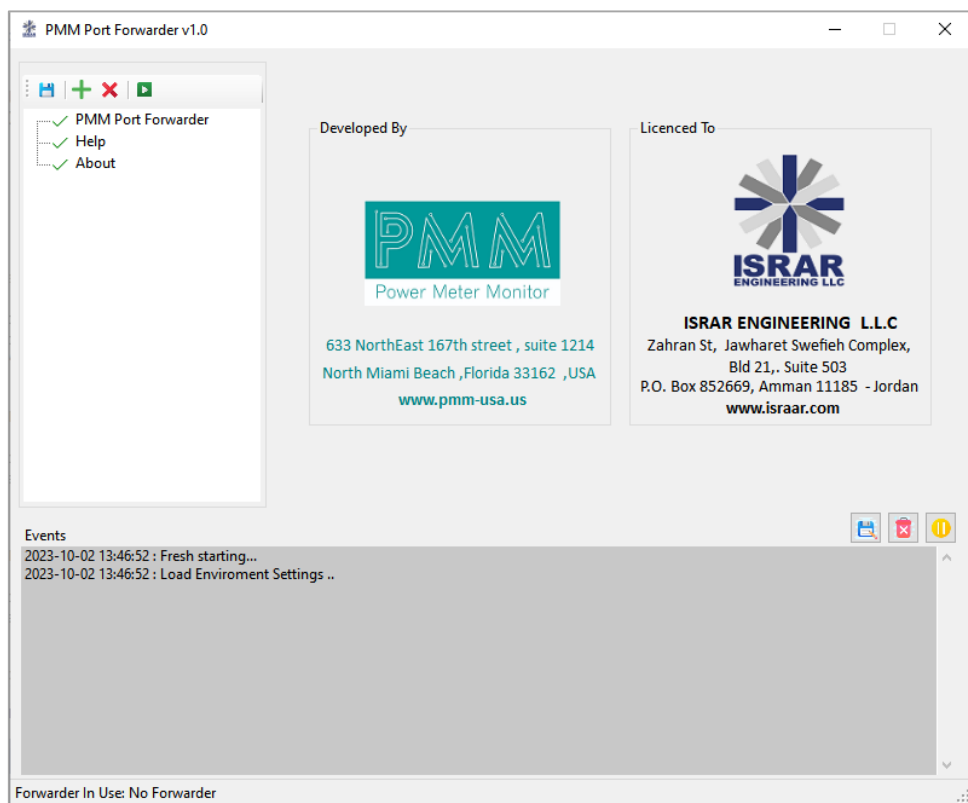 PMM Port Forwarder v1.0
PMM Port Forwarder
Help
About
Developed By
PMM
Power Meter Monitor
633 NorthEast 167th street , suite 1214
North Miami Beach ,Florida 33162 ,USA
www.pmm-usa.us
Licenced To
ISRAR
ENGINEERING LLC
ISRAR ENGINEERING L.L.C
Zahran St, Jawharet Swefieh Complex,
Bld 21,. Suite 503
P.O. Box 852669, Amman 11185 - Jordan
www.israar.com
Events
2023-10-02 13:46:52 : Fresh starting...
2023-10-02 13:46:52 : Load Enviroment Settings ..
Forwarder In Use: No Forwarder